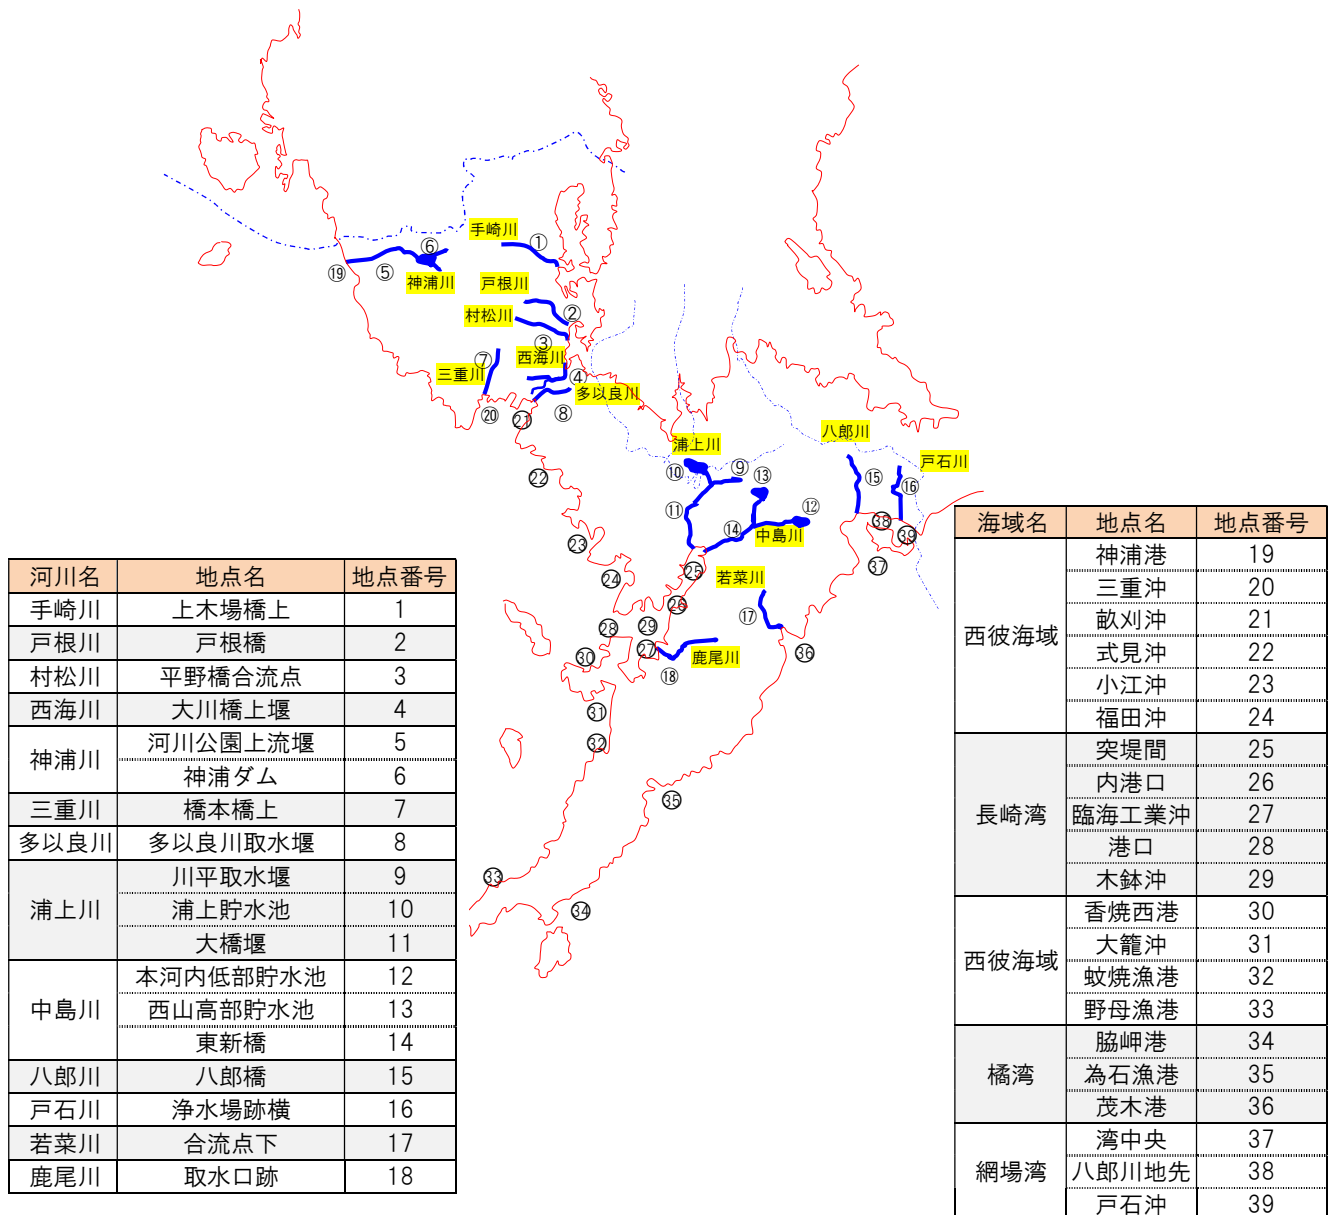 手崎川
①
⑥
⑲
⑤
神浦川
戸根川
②
村松川
③
西海川
⑦
三重川
④
多以良川
⑳
㉑
⑧
浦上川
八郎川
戸石川
⑩
⑨
⑬
⑮
⑯
㉒
⑪
⑫
⑭
中島川
㊳
㊴
㊲
㉓
㉔
㉕
若菜川
㉖
⑰
㉘
㉙
㉗
㉚
⑱
鹿尾川
㊱
㉛
㉜
㉟
㉝
㉞
河川名 地点名 地点番号
手崎川 上木場橋上 1
戸根川 戸根橋 2
村松川 平野橋合流点 3
西海川 大川橋上堰 4
神浦川 河川公園上流堰 5
神浦ダム 6
三重川 橋本橋上 7
多以良川 多以良川取水堰 8
浦上川 川平取水堰 9
浦上貯水池 10
大橋堰 11
中島川 本河内低部貯水池 12
西山高部貯水池 13
東新橋 14
八郎川 八郎橋 15
戸石川 浄水場跡横 16
若菜川 合流点下 17
鹿尾川 取水口跡 18
海域名 地点名 地点番号
西彼海域 神浦港 19
三重沖 20
畝刈沖 21
式見沖 22
小江沖 23
福田沖 24
長崎湾 突堤間 25
内港口 26
臨海工業沖 27
港口 28
木鉢沖 29
西彼海域 香焼西港 30
大籠沖 31
蚊焼漁港 32
野母漁港 33
橘湾 脇岬港 34
為石漁港 35
茂木港 36
網場湾 湾中央 37
八郎川地先 38
戸石沖 39